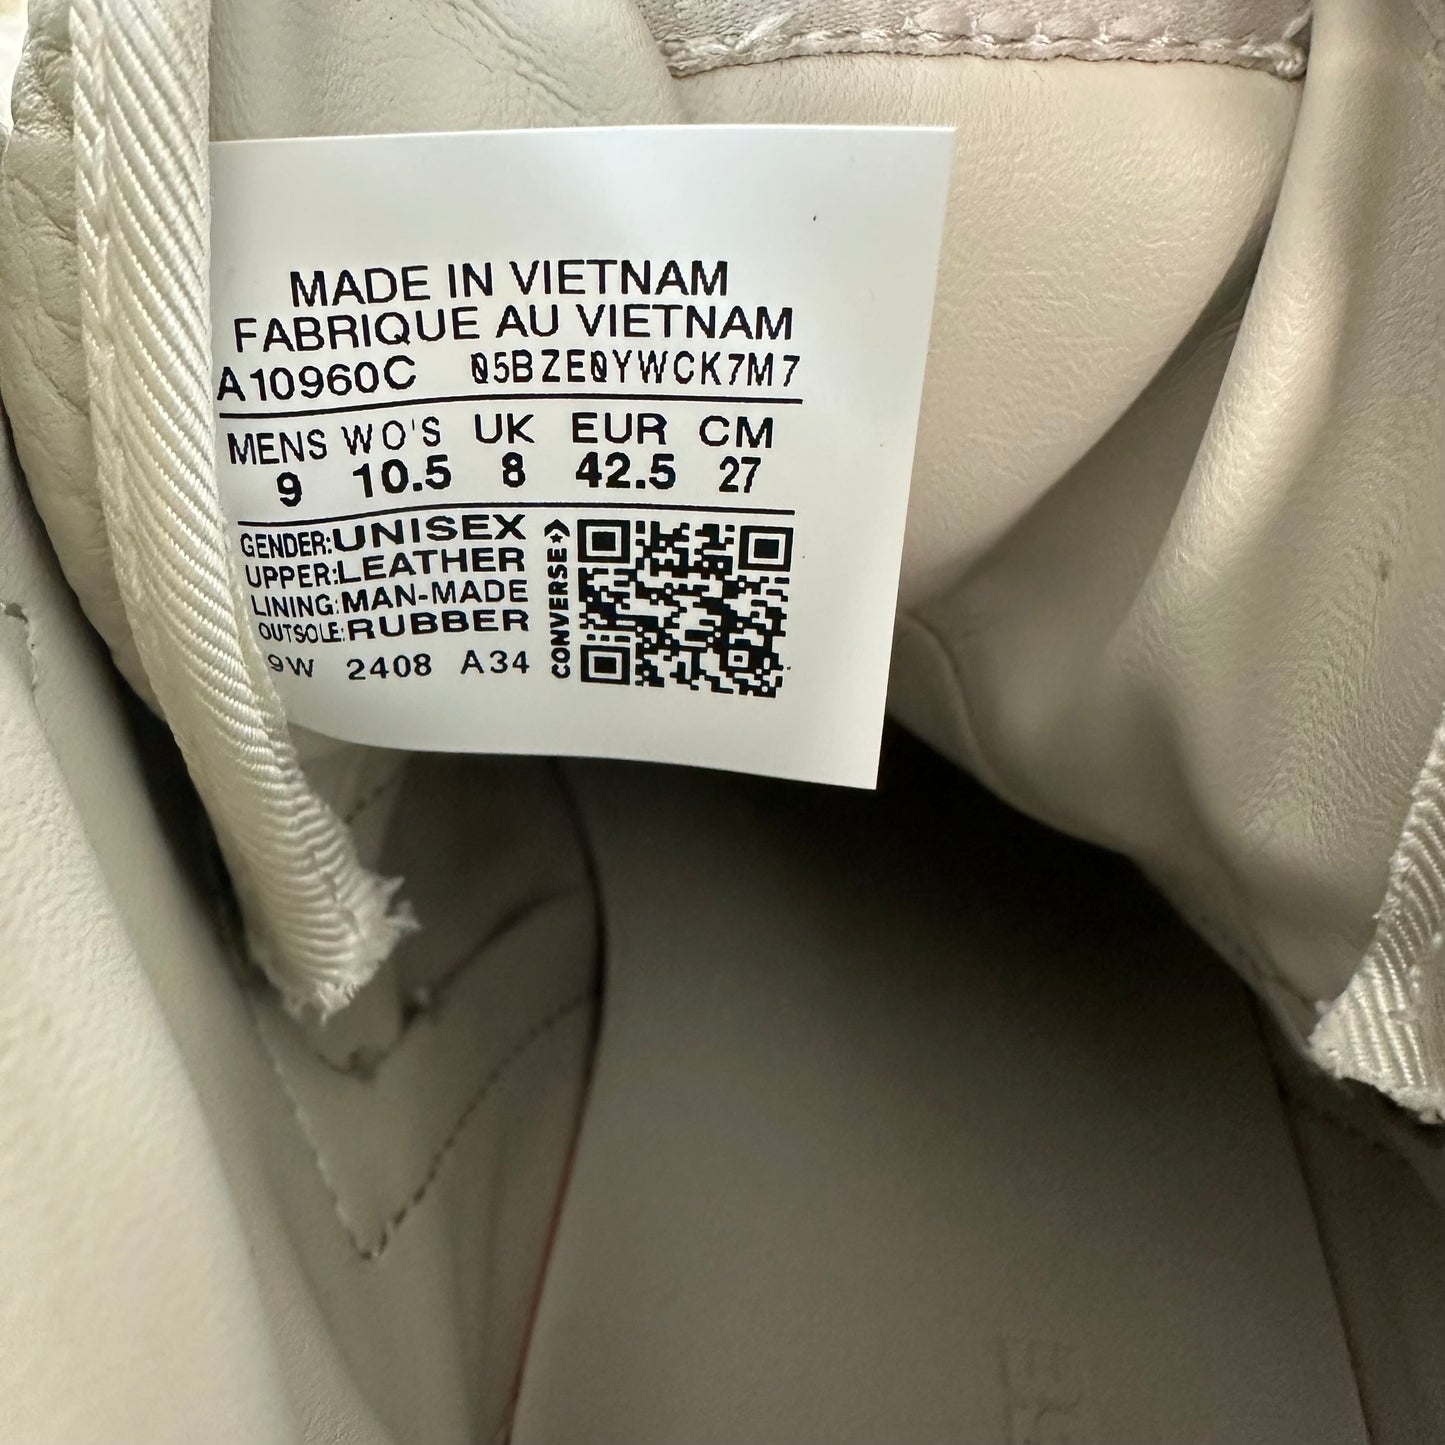 MADE IN VIETNAM
FABRIQUE AU VIETNAM
A10960C 05BZE0YWCK7M7
MENS WO'S UK EUR CM
9 10.5 8 42.5 27
GENDER:UNISEX
UPPER:LEATHER
LINING:MAN-MADE
OUTSOLE:RUBBER
9W 2408 A34
CONVERSE